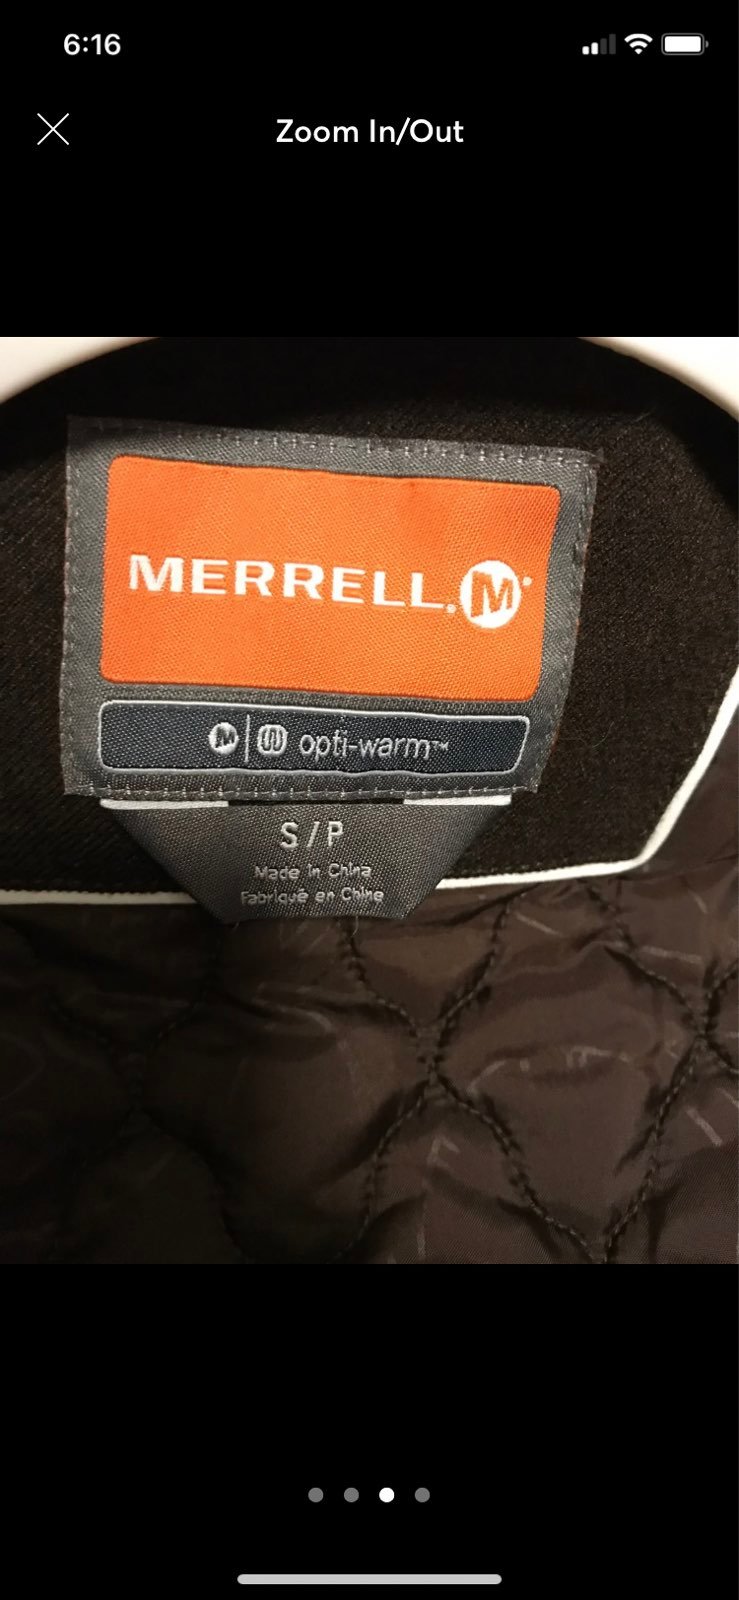 6:16
Zoom In/Out
MERRELL.® M
M | opti-warm™
S/P
Made in China
Fabriqué en Chine